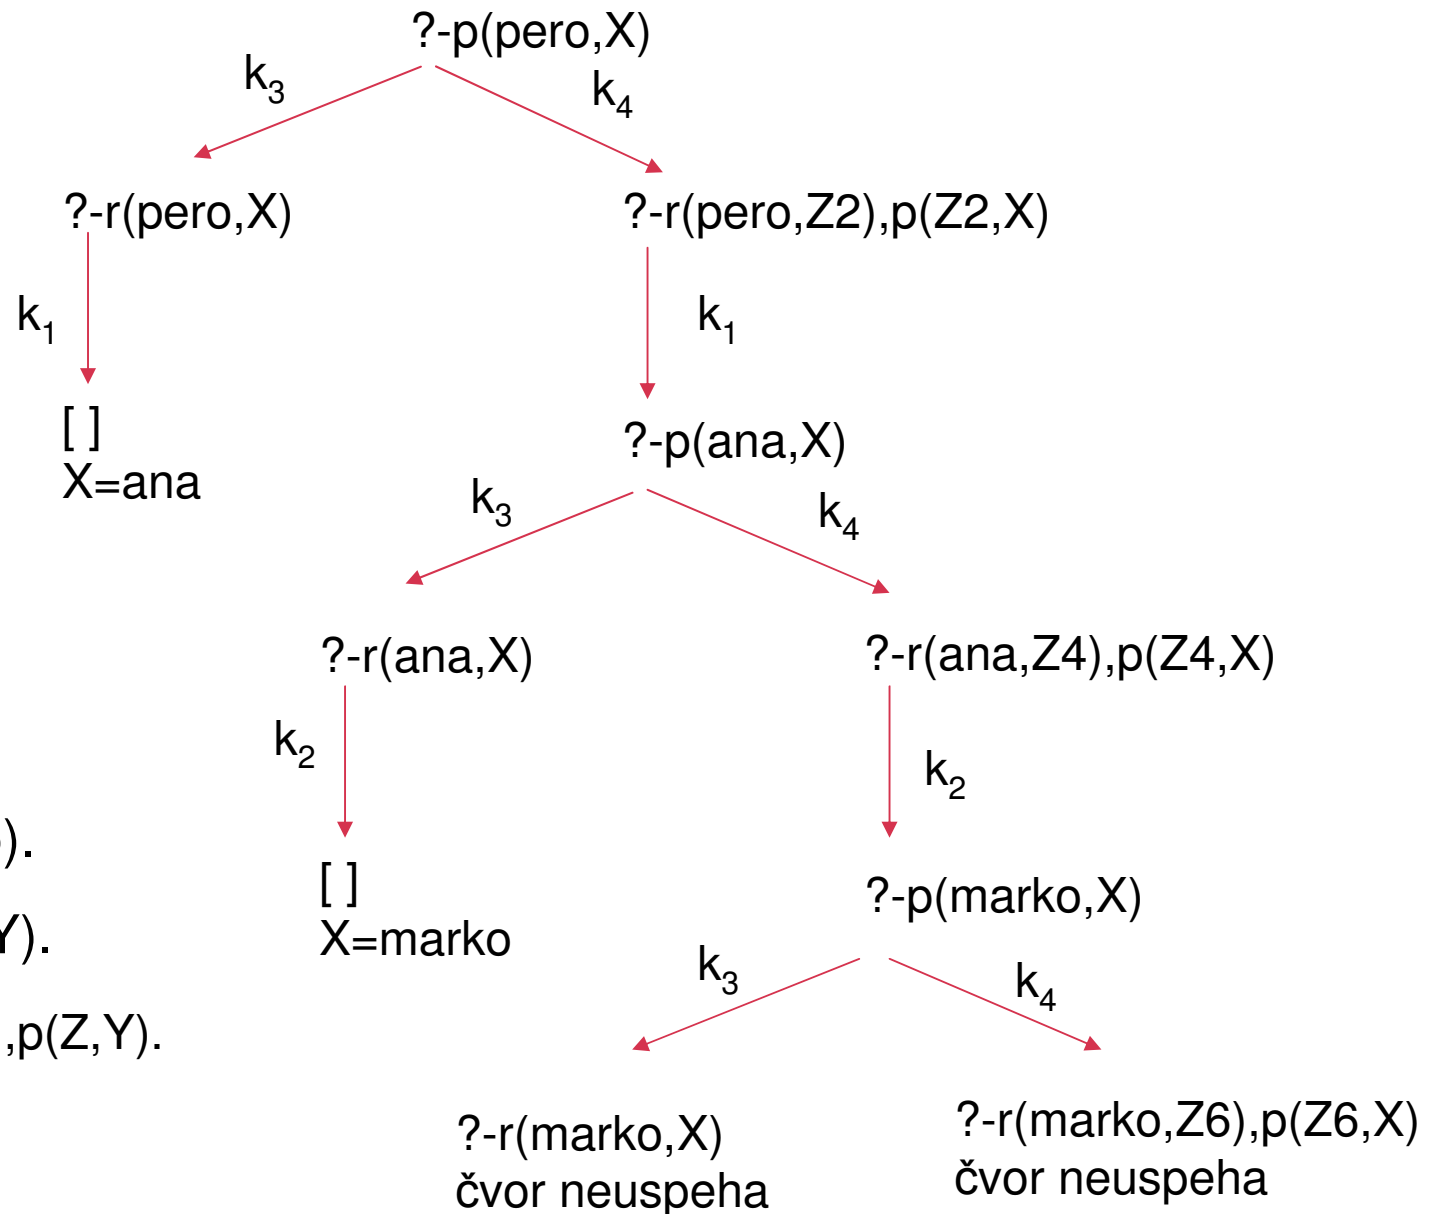 ?-p(pero,X)
k₃
k₄
?-r(pero,X)
?-r(pero,Z2),p(Z2,X)
k₁
k₁
[ ]
X=ana
?-p(ana,X)
k₃
k₄
?-r(ana,X)
?-r(ana,Z4),p(Z4,X)
k₂
k₂
).
[ ]
X=marko
?-p(marko,X)
Y).
k₃
k₄
,p(Z,Y).
?-r(marko,X)
čvor neuspeha
?-r(marko,Z6),p(Z6,X)
čvor neuspeha